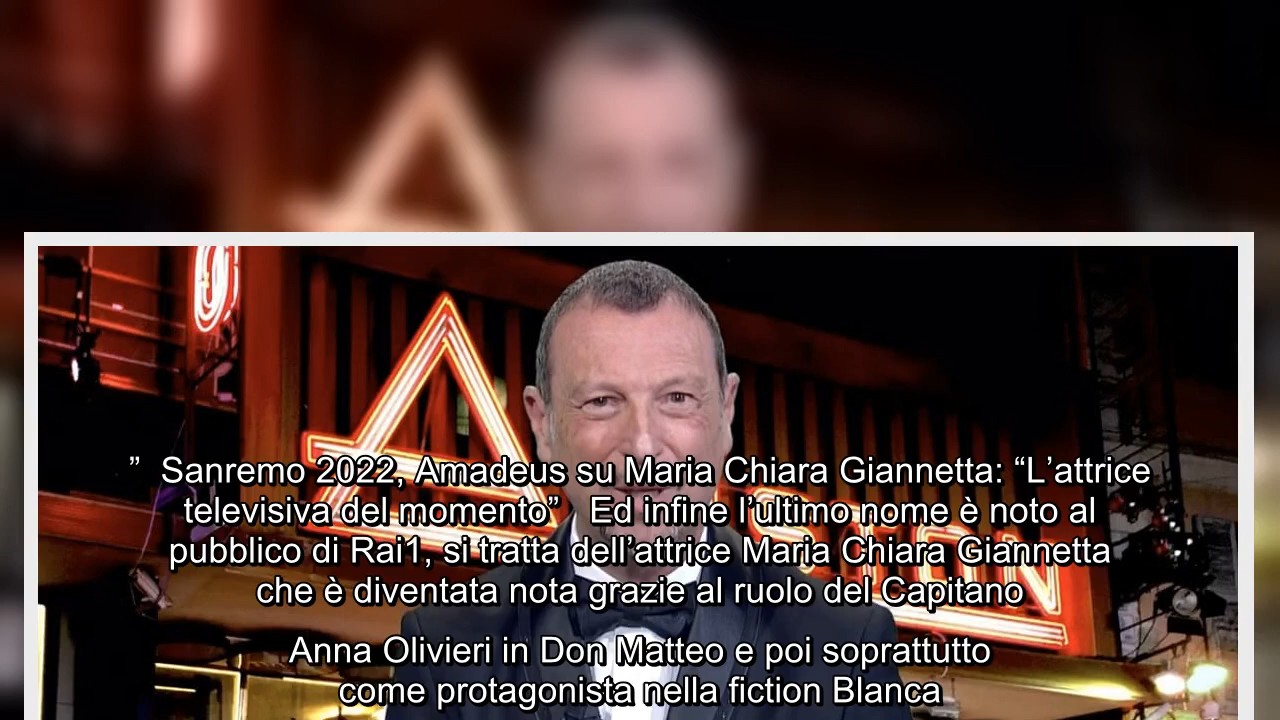 ” Sanremo 2022, Amadeus su Maria Chiara Giannetta: “L’attrice
televisiva del momento” Ed infine l’ultimo nome è noto al
pubblico di Rai1, si tratta dell’attrice Maria Chiara Giannetta
che è diventata nota grazie al ruolo del Capitano
Anna Olivieri in Don Matteo e poi soprattutto
come protagonista nella fiction Blanca